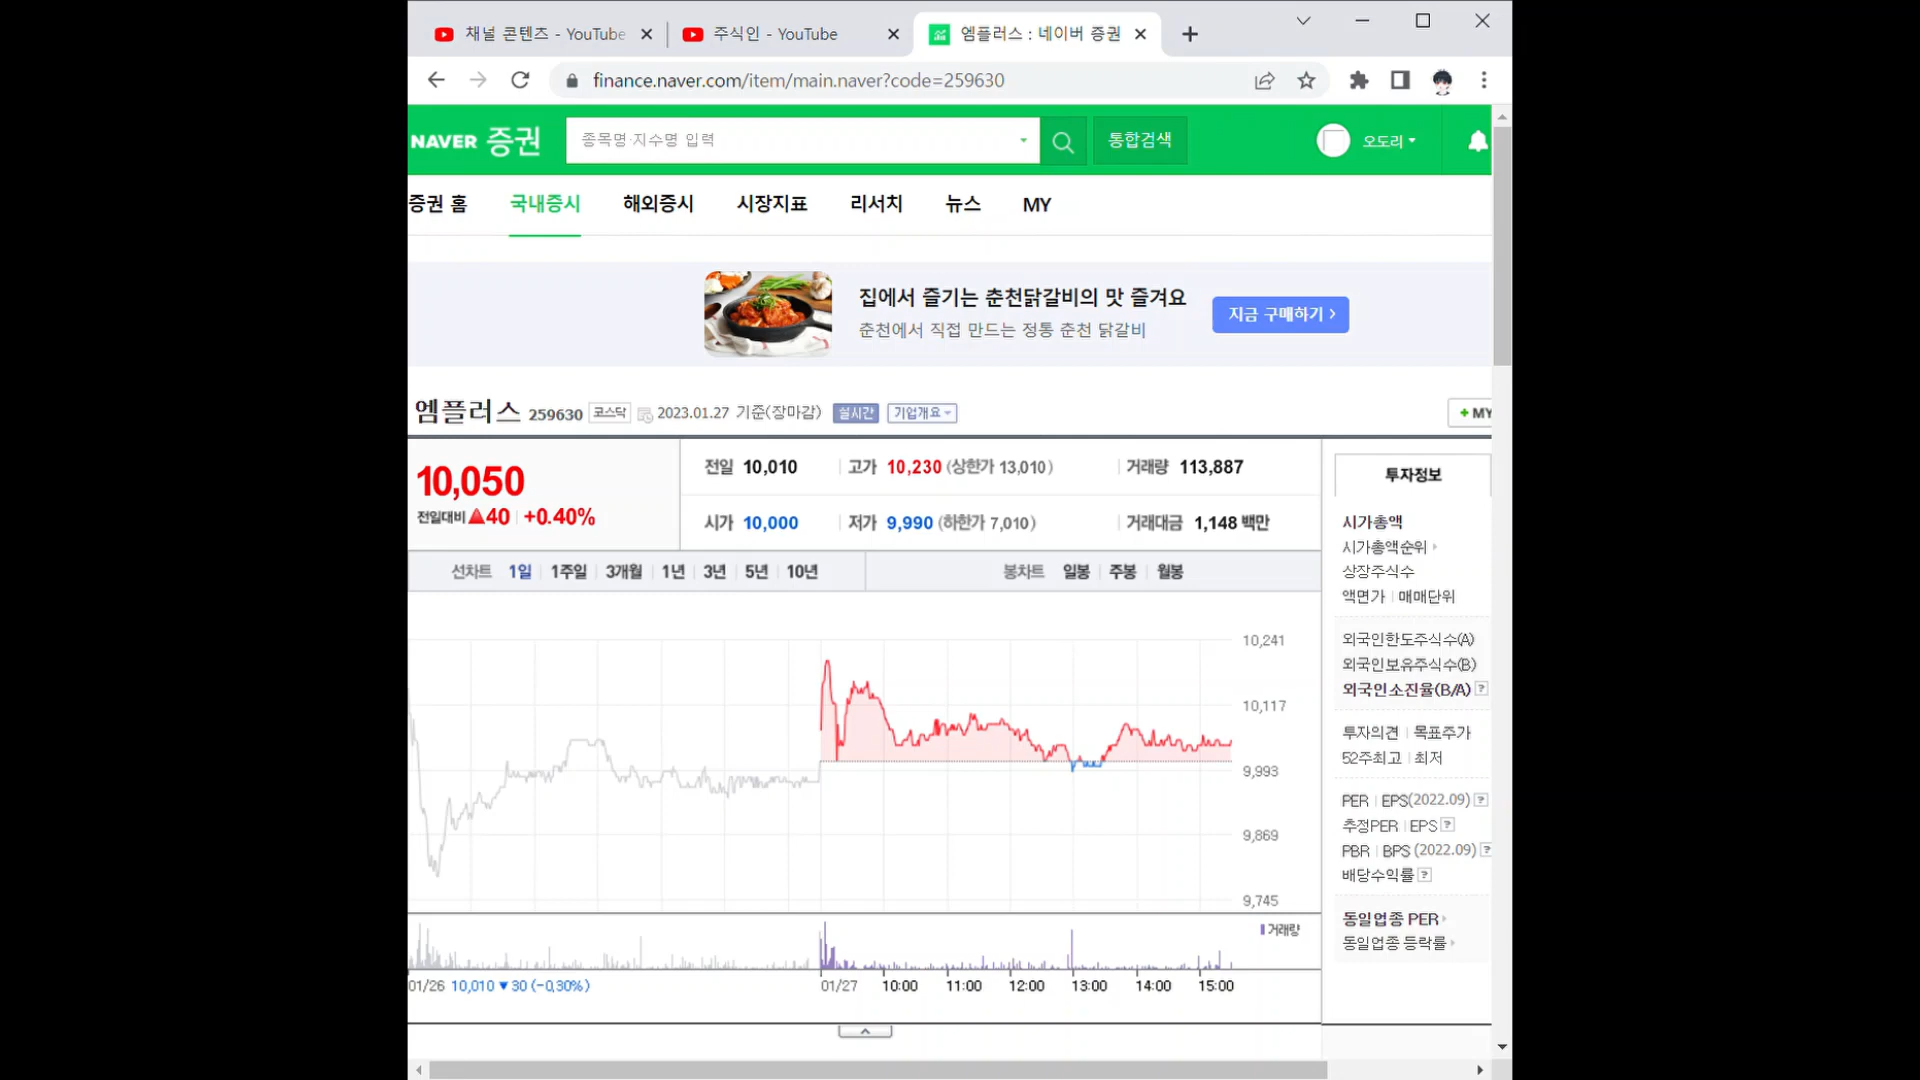 채널 콘텐츠 - YouTube
주식인 - YouTube
엠플러스 : 네이버 증권
finance.naver.com/item/main.naver?code=259630
NAVER 증권
종목명·지수명 입력
통합검색
오도리
증권 홈
국내증시
해외증시
시장지표
리서치
뉴스
MY
집에서 즐기는 춘천닭갈비의 맛 즐겨요
춘천에서 직접 만드는 정통 춘천 닭갈비
지금 구매하기 >
엠플러스 259630 코스닥 2023.01.27 기준(장마감) 실시간 기업개요
+ MY
10,050
전일대비 ▲40 +0.40%
전일 10,010 고가 10,230 (상한가 13,010) 거래량 113,887
시가 10,000 저가 9,990 (하한가 7,010) 거래대금 1,148 백만
선차트 1일 1주일 3개월 1년 3년 5년 10년
봉차트 일봉 주봉 월봉
10,241
10,117
9,993
9,869
9,745
거래량
01/26 10,010 ▼30 (-0.30%)
01/27 10:00 11:00 12:00 13:00 14:00 15:00
투자정보
시가총액
시가총액순위
상장주식수
액면가 | 매매단위
외국인한도주식수(A)
외국인보유주식수(B)
외국인소진율(B/A) ?
투자의견 | 목표주가
52주최고 | 최저
PER | EPS(2022.09) ?
추정PER | EPS ?
PBR | BPS (2022.09) ?
배당수익률 ?
동일업종 PER
동일업종 등락률